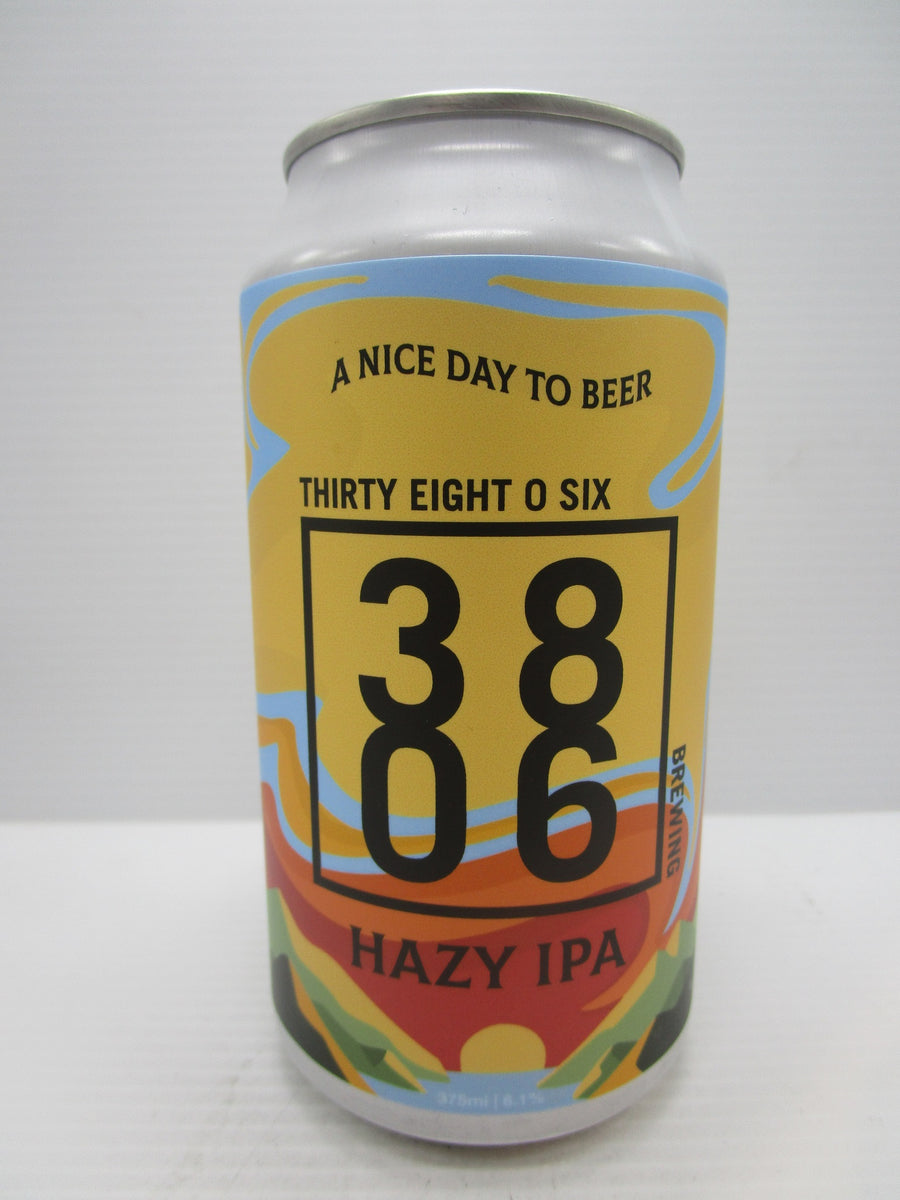 A NICE DAY TO BEER
THIRTY EIGHT O SIX
38
06
BREWING
HAZY IPA
375ml | 6.1%